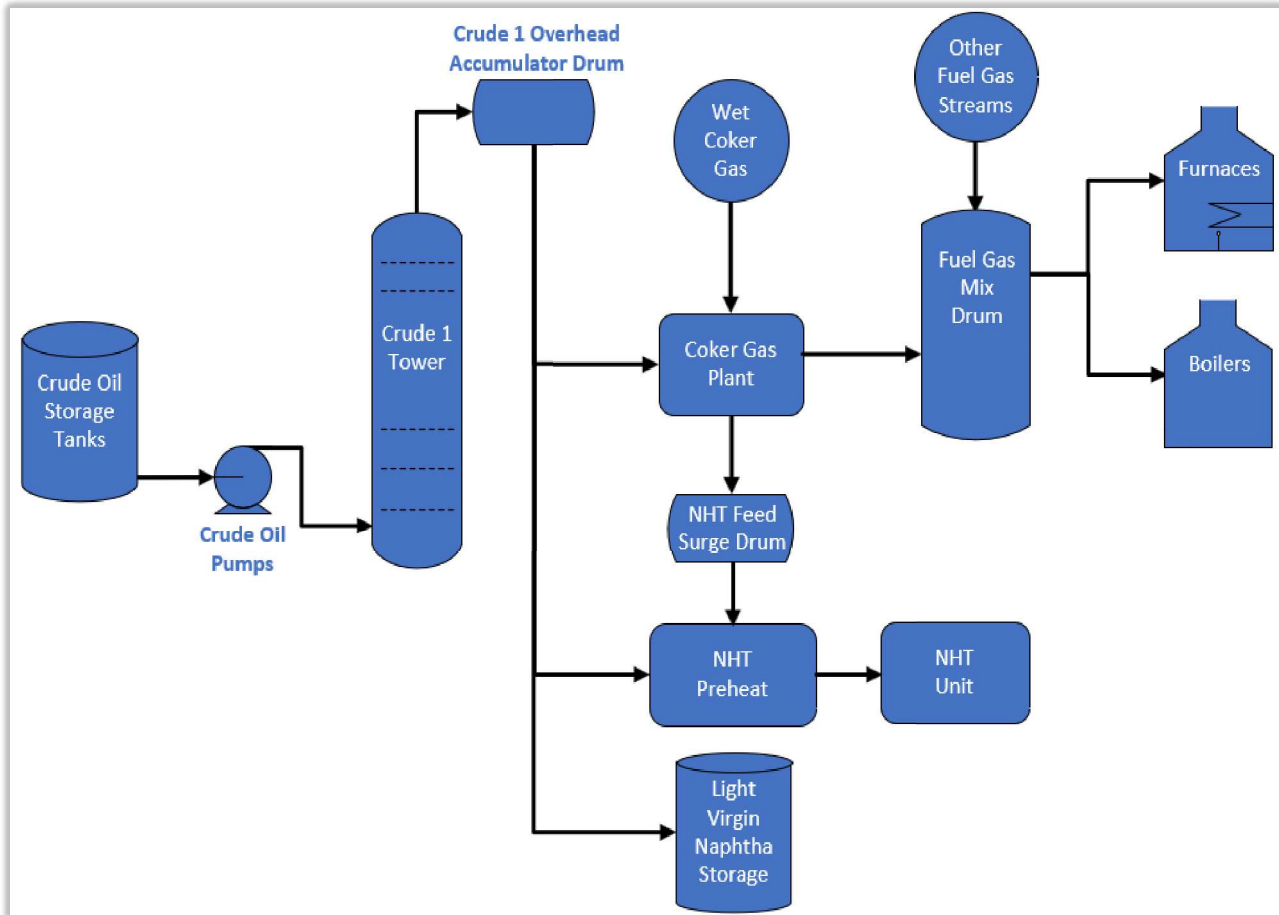 Crude 1 Overhead
Accumulator Drum
Other
Fuel Gas
Streams
Wet
Coker
Gas
Furnaces
Fuel Gas
Mix
Drum
Crude 1
Tower
Coker Gas
Plant
Boilers
Crude Oil
Storage
Tanks
NHT Feed
Surge Drum
Crude Oil
Pumps
NHT
Preheat
NHT
Unit
Light
Virgin
Naphtha
Storage